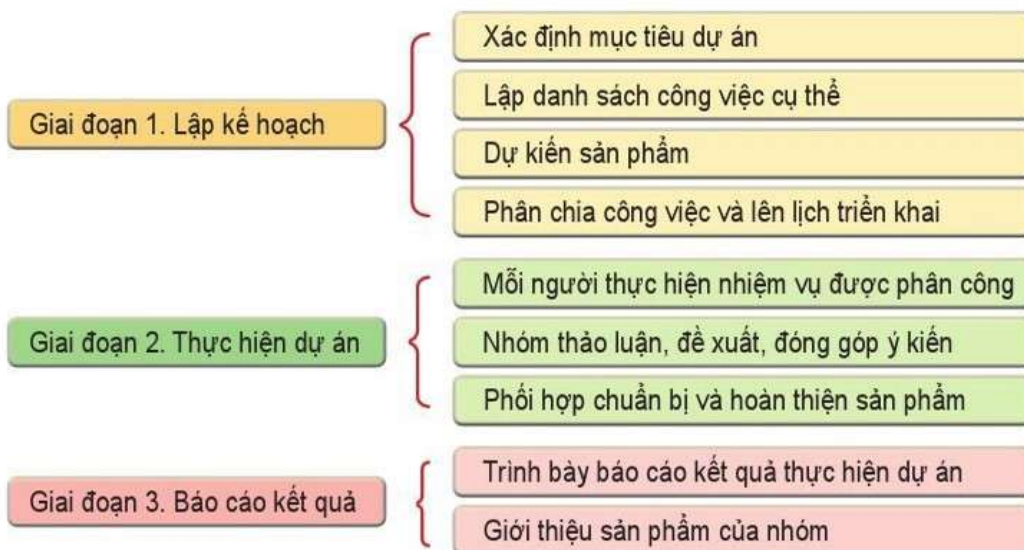 Giai đoạn 1. Lập kế hoạch
Xác định mục tiêu dự án
Lập danh sách công việc cụ thể
Dự kiến sản phẩm
Phân chia công việc và lên lịch triển khai
Giai đoạn 2. Thực hiện dự án
Mỗi người thực hiện nhiệm vụ được phân công
Nhóm thảo luận, đề xuất, đóng góp ý kiến
Phối hợp chuẩn bị và hoàn thiện sản phẩm
Giai đoạn 3. Báo cáo kết quả
Trình bày báo cáo kết quả thực hiện dự án
Giới thiệu sản phẩm của nhóm